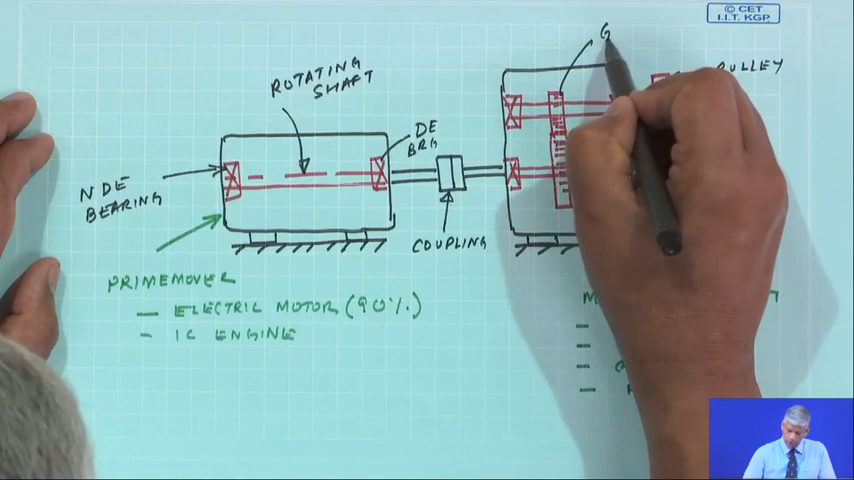 © CET
I.I.T. KGP
ROTATING
SHAFT
G
PULLEY
DE
BRG
NDE
BEARING
COUPLING
PRIMEMOVER
— ELECTRIC MOTOR (90%.)
- IC ENGINE